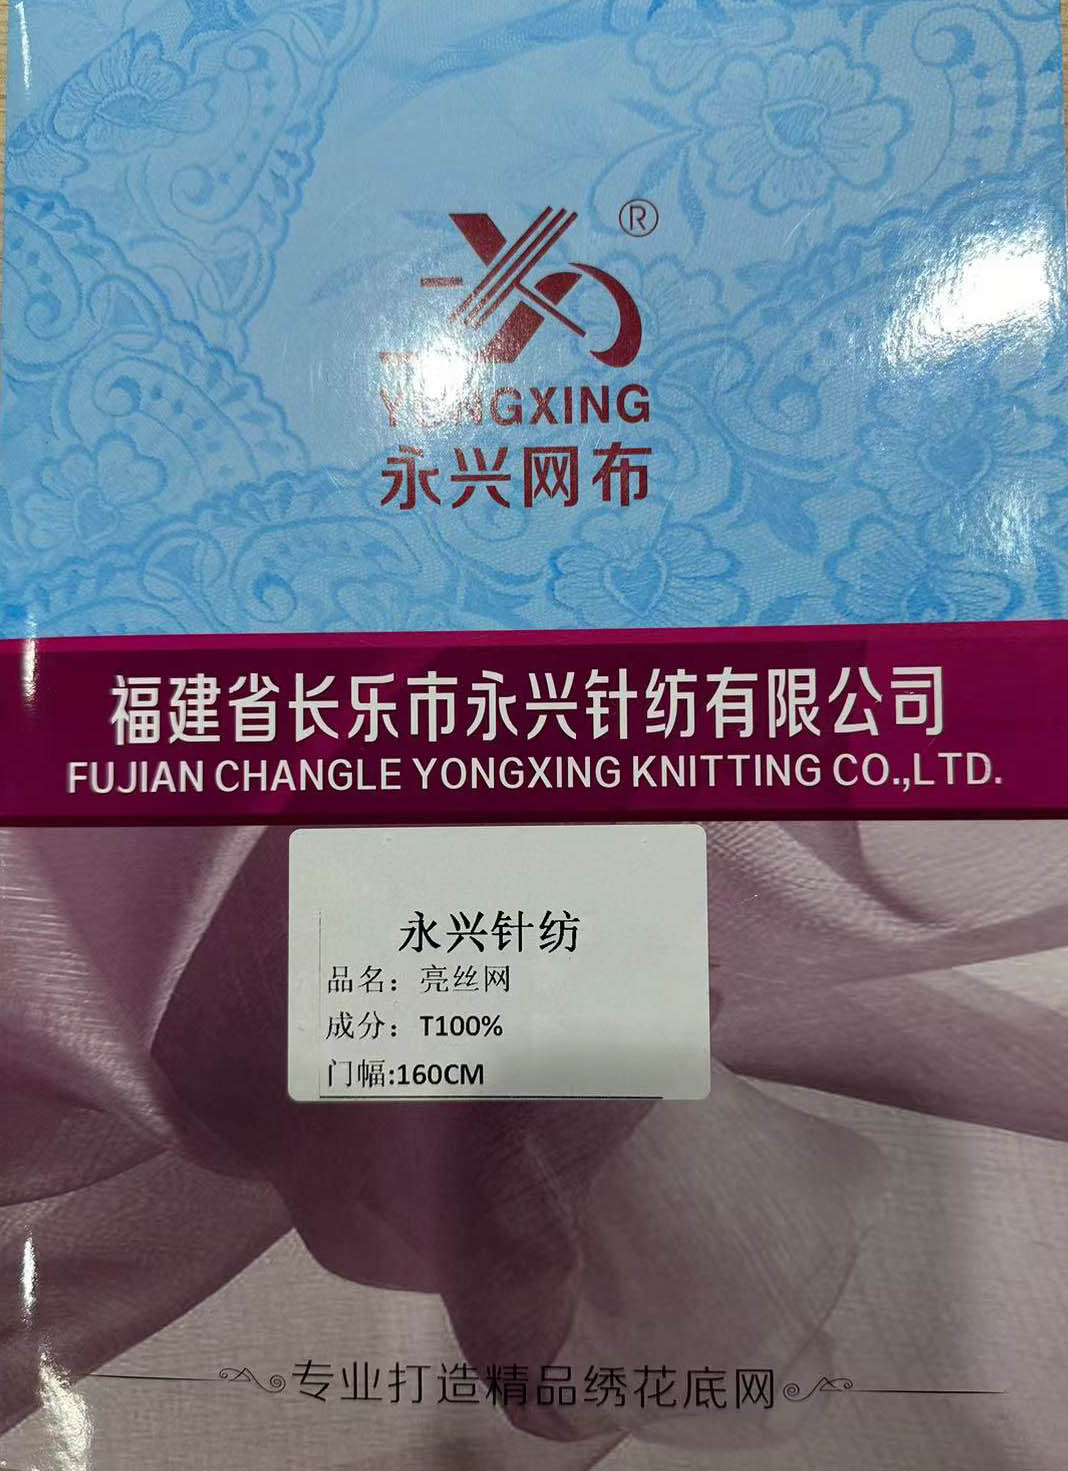 ®
YONGXING
永兴网布
福建省长乐市永兴针纺有限公司
FUJIAN CHANGLE YONGXING KNITTING CO.,LTD.
永兴针纺
品名：亮丝网
成分：T100%
门幅:160CM
专业打造精品绣花底网